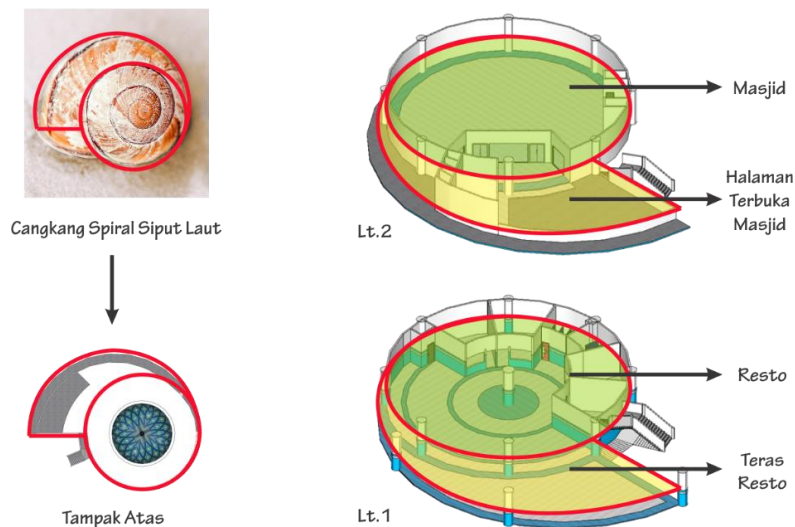 Cangkang Spiral Siput Laut
Tampak Atas
Masjid
Halaman
Terbuka
Masjid
Lt.2
Resto
Teras
Resto
Lt.1